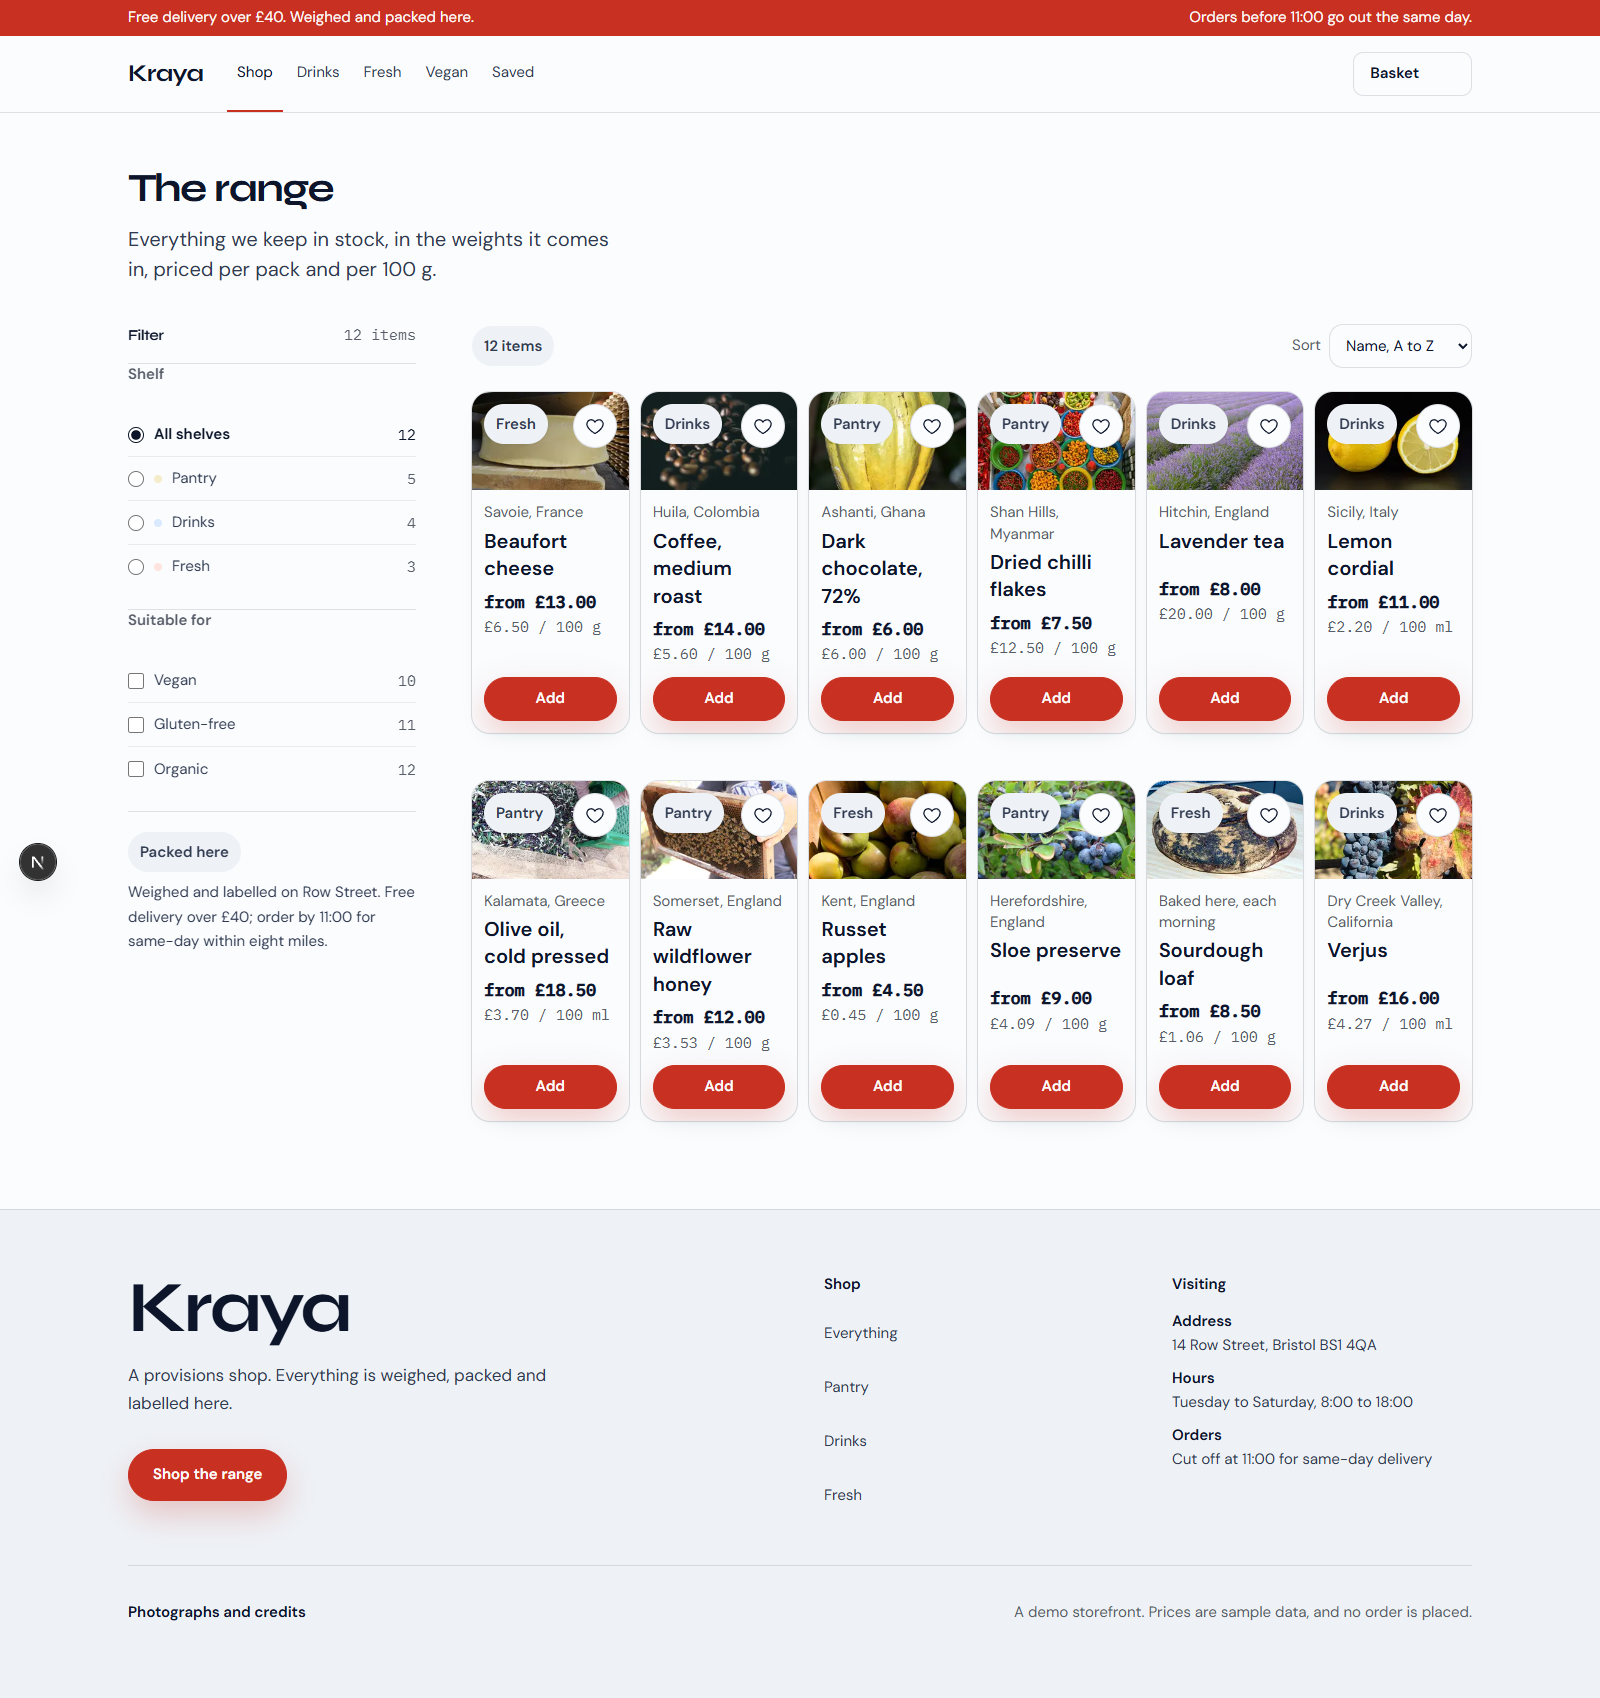 Free delivery over £40. Weighed and packed here.
Orders before 11:00 go out the same day.
Kraya
Shop
Drinks
Fresh
Vegan
Saved
Basket
The range
Everything we keep in stock, in the weights it comes
in, priced per pack and per 100 g.
Filter
12 items
Shelf
All shelves
12
Pantry
5
Drinks
4
Fresh
3
Suitable for
Vegan
10
Gluten-free
11
Organic
12
Packed here
Weighed and labelled on Row Street. Free
delivery over £40; order by 11:00 for
same-day within eight miles.
12 items
Sort
Name, A to Z
Fresh
Savoie, France
Beaufort
cheese
from £13.00
£6.50 / 100 g
Add
Drinks
Huila, Colombia
Coffee,
medium
roast
from £14.00
£5.60 / 100 g
Add
Pantry
Ashanti, Ghana
Dark
chocolate,
72%
from £6.00
£6.00 / 100 g
Add
Pantry
Shan Hills,
Myanmar
Dried chilli
flakes
from £7.50
£12.50 / 100 g
Add
Drinks
Hitchin, England
Lavender tea
from £8.00
£20.00 / 100 g
Add
Drinks
Sicily, Italy
Lemon
cordial
from £11.00
£2.20 / 100 ml
Add
Pantry
Kalamata, Greece
Olive oil,
cold pressed
from £18.50
£3.70 / 100 ml
Add
Pantry
Somerset, England
Raw
wildflower
honey
from £12.00
£3.53 / 100 g
Add
Fresh
Kent, England
Russet
apples
from £4.50
£0.45 / 100 g
Add
Pantry
Herefordshire,
England
Sloe preserve
from £9.00
£4.09 / 100 g
Add
Fresh
Baked here, each
morning
Sourdough
loaf
from £8.50
£1.06 / 100 g
Add
Drinks
Dry Creek Valley,
California
Verjus
from £16.00
£4.27 / 100 ml
Add
N
Kraya
A provisions shop. Everything is weighed, packed and
labelled here.
Shop the range
Shop
Everything
Pantry
Drinks
Fresh
Visiting
Address
14 Row Street, Bristol BS1 4QA
Hours
Tuesday to Saturday, 8:00 to 18:00
Orders
Cut off at 11:00 for same-day delivery
Photographs and credits
A demo storefront. Prices are sample data, and no order is placed.